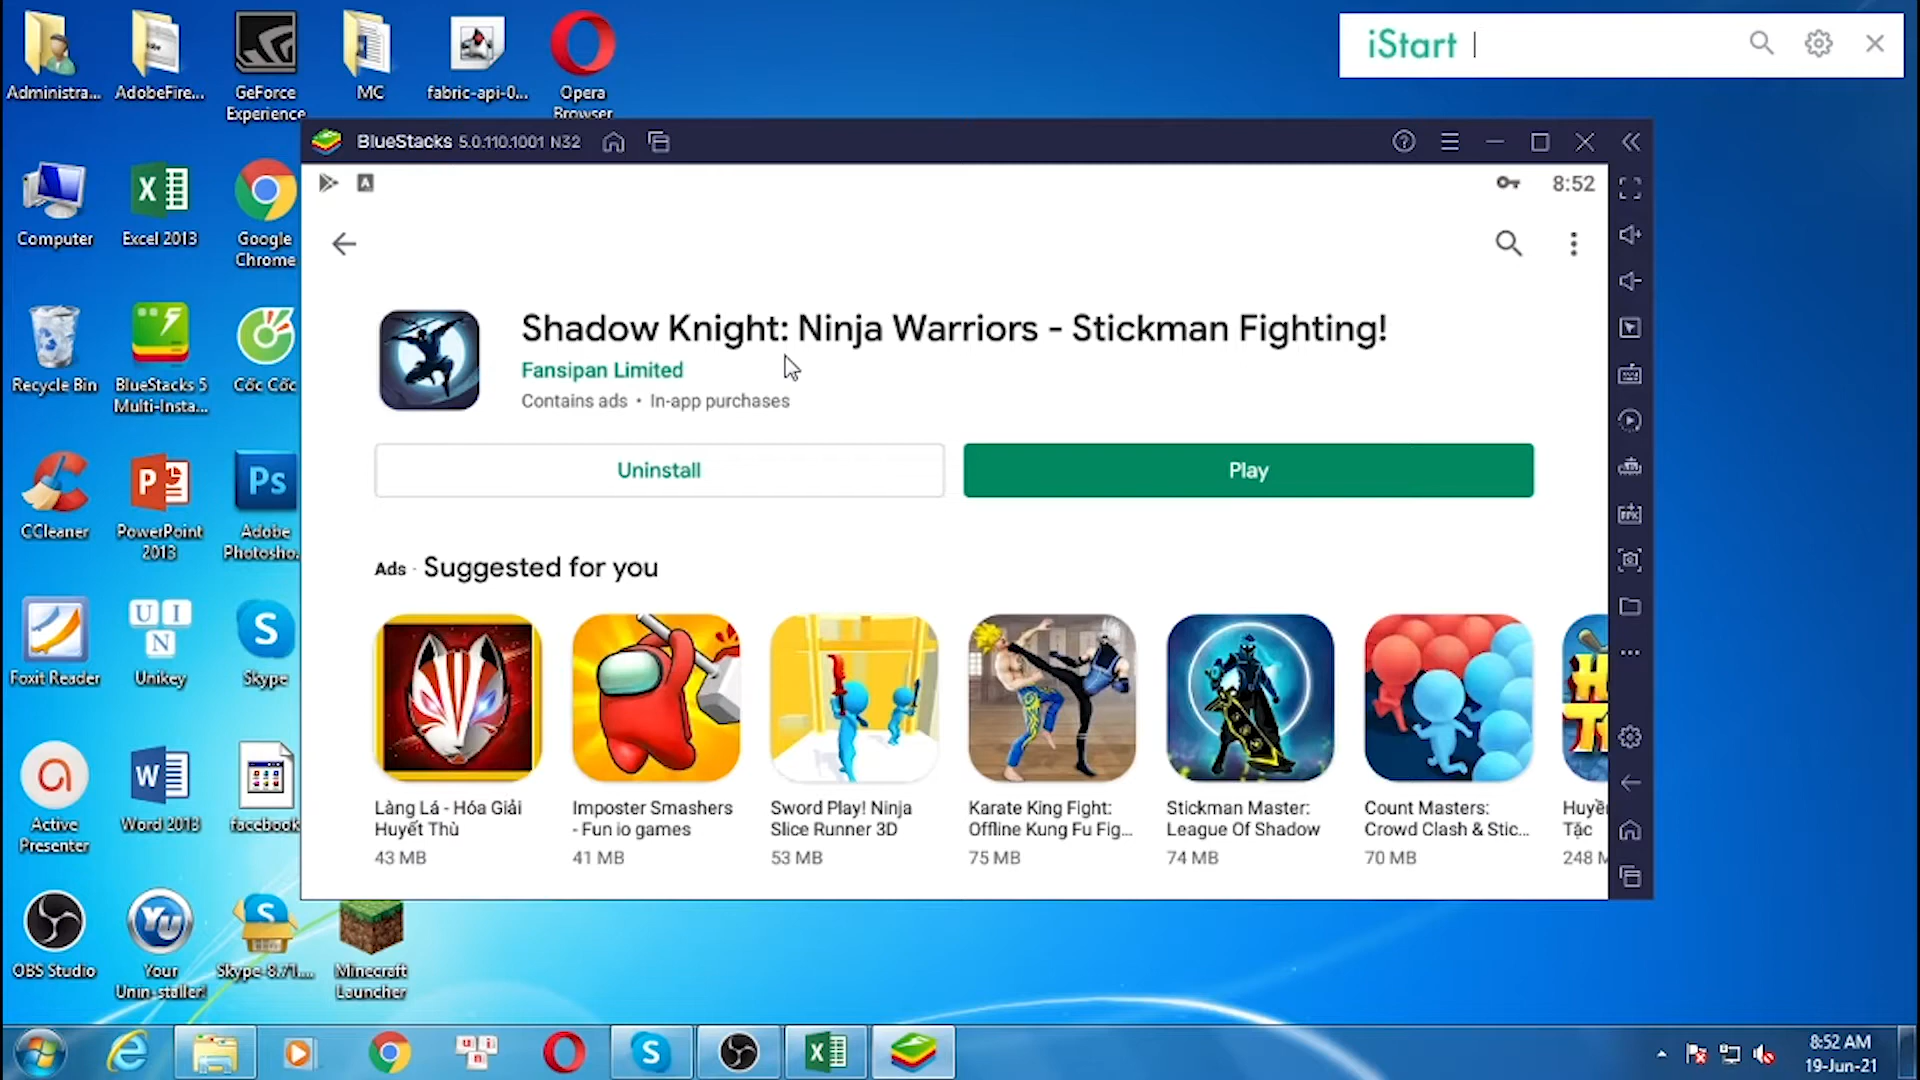 Administra...
AdobeFire...
GeForce
Experience
MC
fabric-api-0...
Opera
Browser
iStart
BlueStacks 5.0.110.1001 N32
8:52
Computer
Excel 2013
Google
Chrome
Shadow Knight: Ninja Warriors - Stickman Fighting!
Fansipan Limited
Contains ads • In-app purchases
Recycle Bin
BlueStacks 5
Multi-Insta...
Cốc Cốc
Uninstall
Play
CCleaner
PowerPoint
2013
Adobe
Photosho...
Ads · Suggested for you
Foxit Reader
Unikey
Skype
Làng Lá - Hóa Giải
Huyết Thù
43 MB
Imposter Smashers
- Fun io games
41 MB
Sword Play! Ninja
Slice Runner 3D
53 MB
Karate King Fight:
Offline Kung Fu Fig...
75 MB
Stickman Master:
League Of Shadow
74 MB
Count Masters:
Crowd Clash & Stic...
70 MB
Tặc
248 M
Active
Presenter
Word 2013
facebook
OBS Studio
Your
Unin-staller!
Skype-8.71....
Minecraft
Launcher
8:52 AM
19-Jun-21